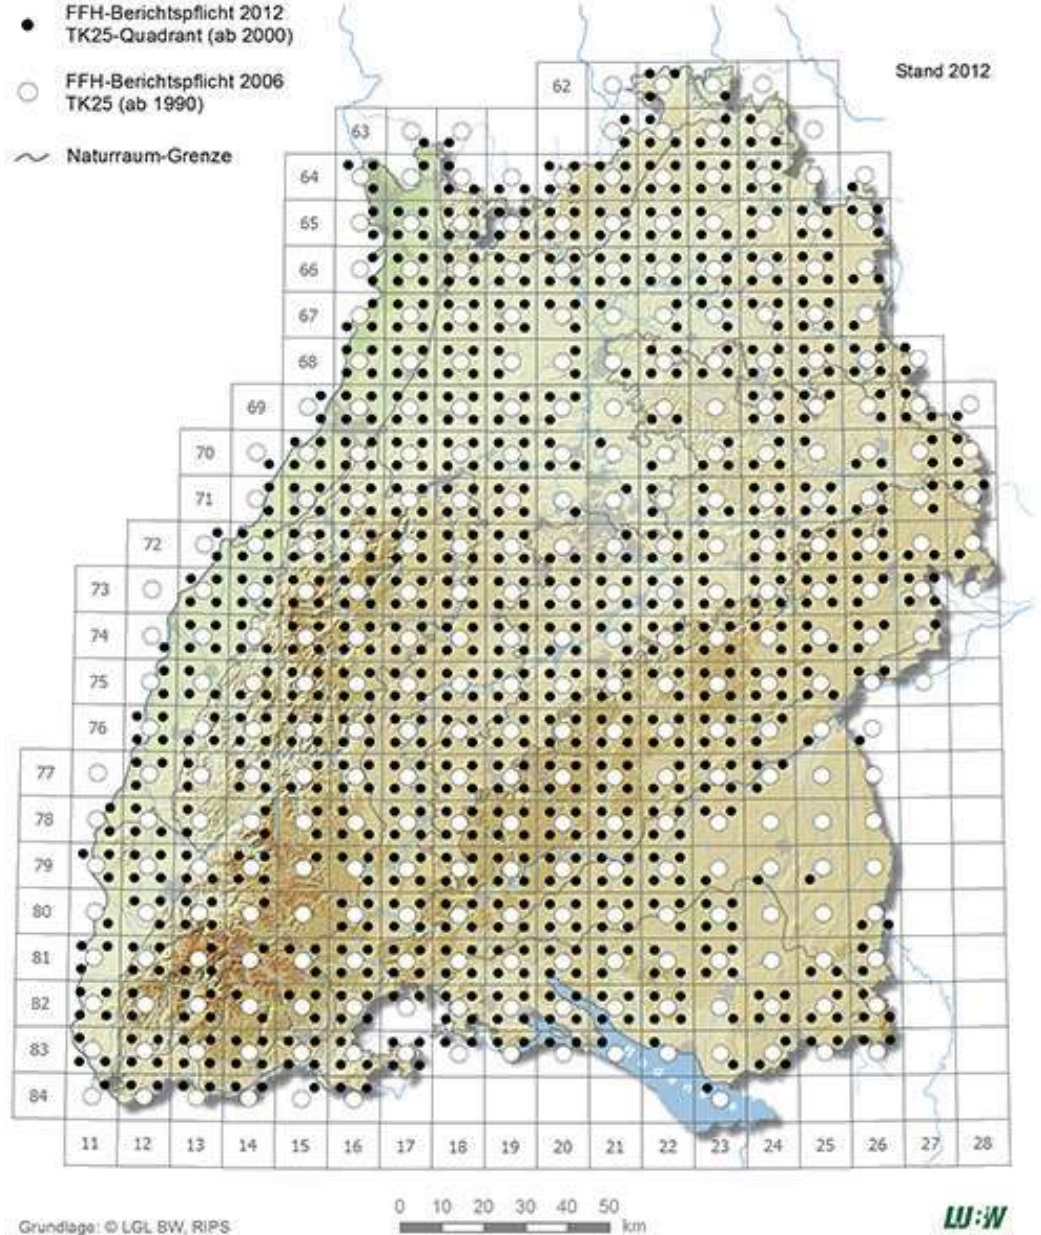 FFH-Berichtspflicht 2012
TK25-Quadrant (ab 2000)
FFH-Berichtspflicht 2006
TK25 (ab 1990)
Naturraum-Grenze
Stand 2012
62
63
64
65
66
67
68
69
70
71
72
73
74
75
76
77
78
79
80
81
82
83
84
11 12 13 14 15 16 17 18 19 20 21 22 23 24 25 26 27 28
0 10 20 30 40 50
km
Grundlage: © LGL BW, RIPS
LU:W